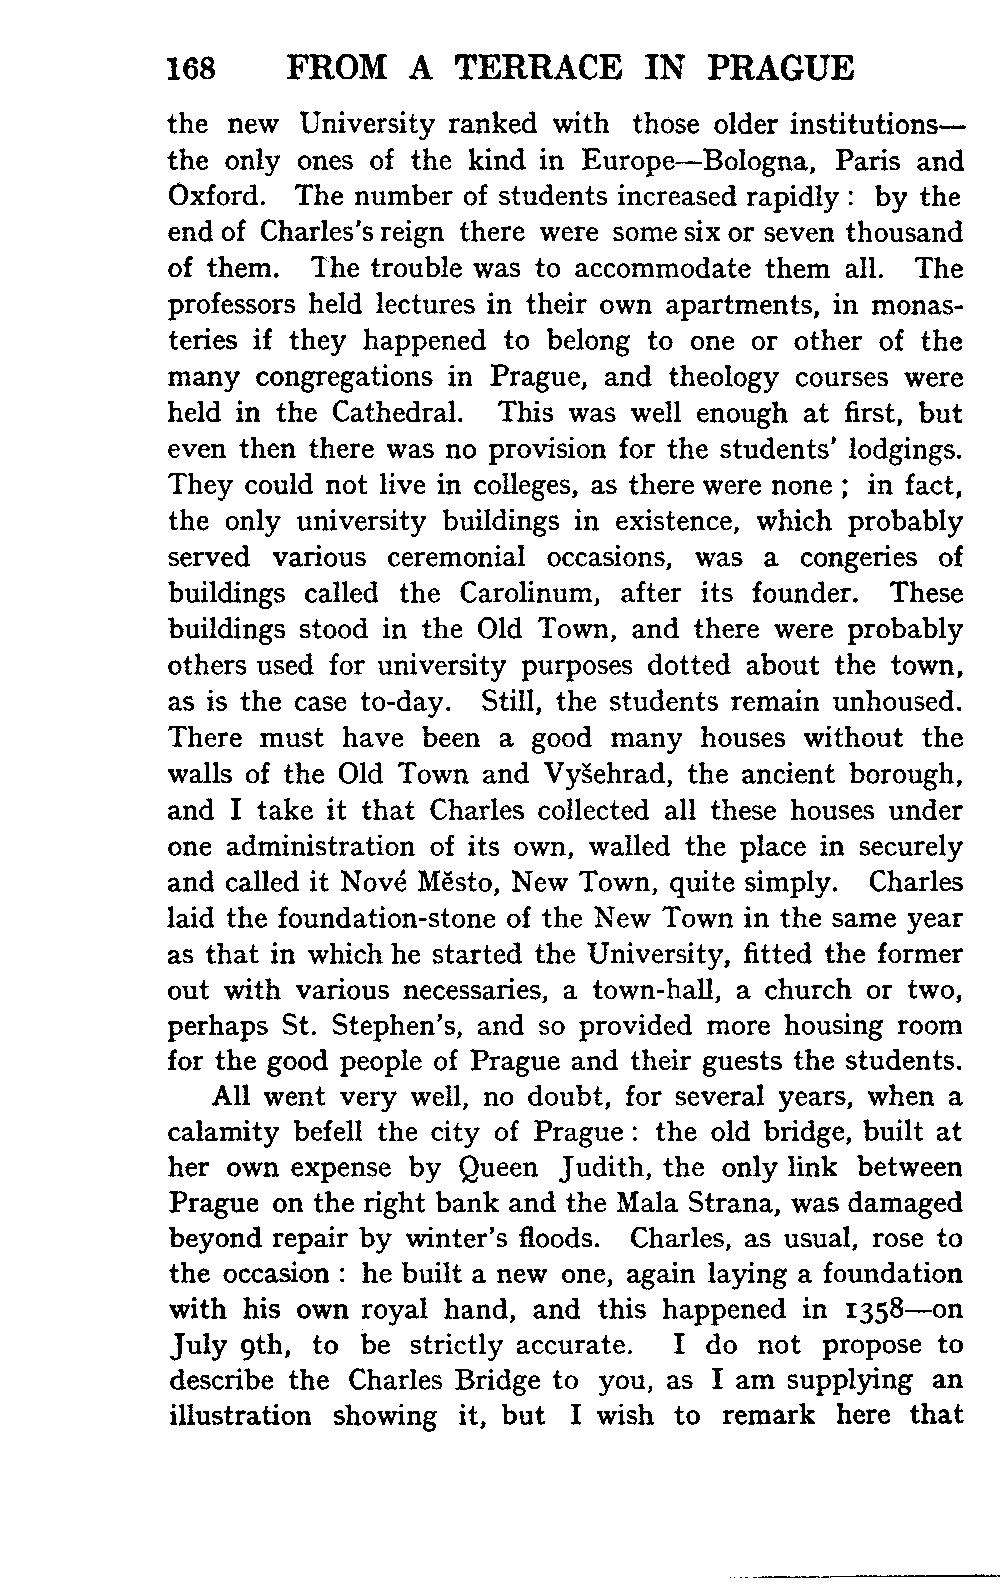 168 FROM A TERRACE IN PRAGUE
the new University ranked with those older institutions—
the only ones of the kind in Europe—Bologna, Paris and
Oxford. The number of students increased rapidly : by the
end of Charles's reign there were some six or seven thousand
of them. The trouble was to accommodate them all. The
professors held lectures in their own apartments, in monas-
teries if they happened to belong to one or other of the
many congregations in Prague, and theology courses were
held in the Cathedral. This was well enough at first, but
even then there was no provision for the students' lodgings.
They could not live in colleges, as there were none ; in fact,
the only university buildings in existence, which probably
served various ceremonial occasions, was a congeries of
buildings called the Carolinum, after its founder. These
buildings stood in the Old Town, and there were probably
others used for university purposes dotted about the town,
as is the case to-day. Still, the students remain unhoused.
There must have been a good many houses without the
walls of the Old Town and Vyšehrad, the ancient borough,
and I take it that Charles collected all these houses under
one administration of its own, walled the place in securely
and called it Nové Město, New Town, quite simply. Charles
laid the foundation-stone of the New Town in the same year
as that in which he started the University, fitted the former
out with various necessaries, a town-hall, a church or two,
perhaps St. Stephen's, and so provided more housing room
for the good people of Prague and their guests the students.
All went very well, no doubt, for several years, when a
calamity befell the city of Prague : the old bridge, built at
her own expense by Queen Judith, the only link between
Prague on the right bank and the Mala Strana, was damaged
beyond repair by winter's floods. Charles, as usual, rose to
the occasion : he built a new one, again laying a foundation
with his own royal hand, and this happened in 1358—on
July 9th, to be strictly accurate. I do not propose to
describe the Charles Bridge to you, as I am supplying an
illustration showing it, but I wish to remark here that